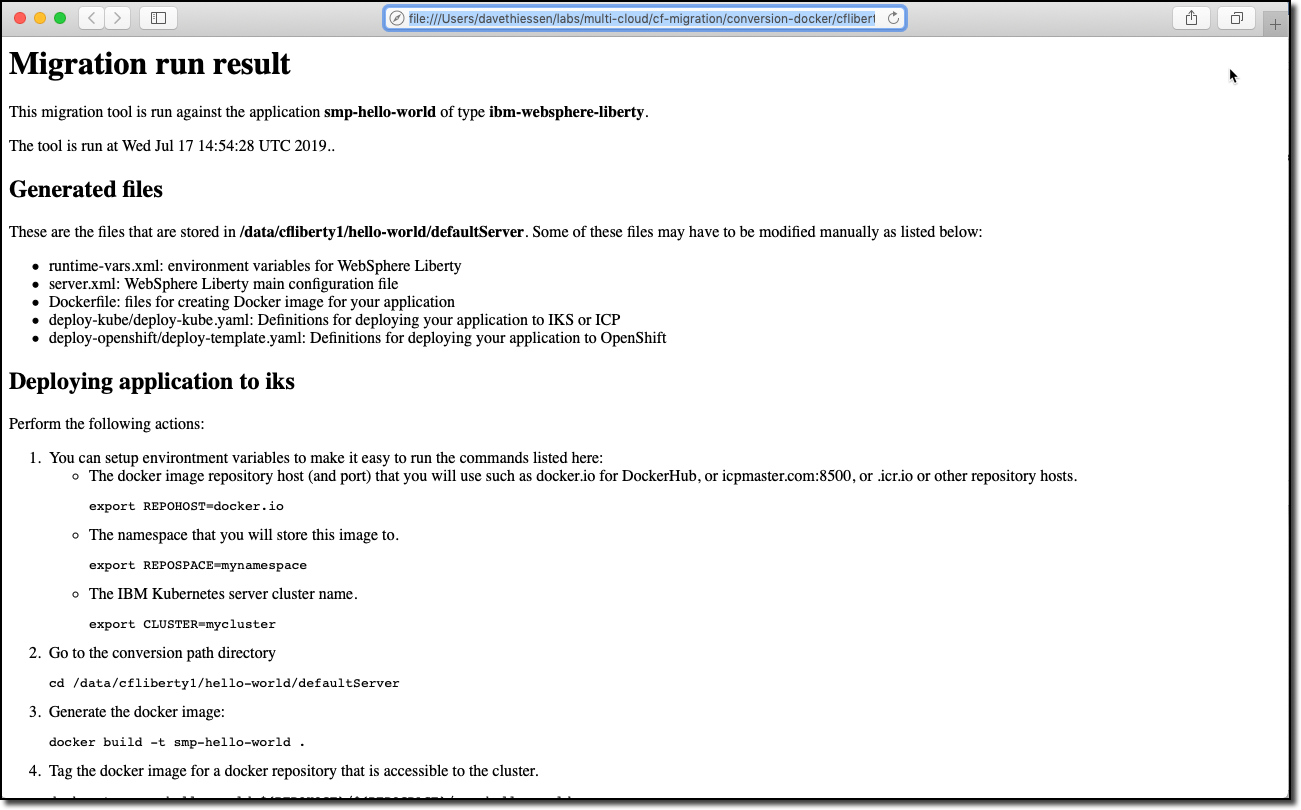 file:///Users/davethiessen/labs/multi-cloud/cf-migration/conversion-docker/cflibert
Migration run result
This migration tool is run against the application smp-hello-world of type ibm-websphere-liberty.
The tool is run at Wed Jul 17 14:54:28 UTC 2019..
Generated files
These are the files that are stored in /data/cfliberty1/hello-world/defaultServer. Some of these files may have to be modified manually as listed below:
• runtime-vars.xml: environment variables for WebSphere Liberty
• server.xml: WebSphere Liberty main configuration file
• Dockerfile: files for creating Docker image for your application
• deploy-kube/deploy-kube.yaml: Definitions for deploying your application to IKS or ICP
• deploy-openshift/deploy-template.yaml: Definitions for deploying your application to OpenShift
Deploying application to iks
Perform the following actions:
1. You can setup environtment variables to make it easy to run the commands listed here:
◦ The docker image repository host (and port) that you will use such as docker.io for DockerHub, or icpmaster.com:8500, or .icr.io or other repository hosts.
export REPOHOST=docker.io
◦ The namespace that you will store this image to.
export REPOSPACE=mynamespace
◦ The IBM Kubernetes server cluster name.
export CLUSTER=mycluster
2. Go to the conversion path directory
cd /data/cfliberty1/hello-world/defaultServer
3. Generate the docker image:
docker build -t smp-hello-world .
4. Tag the docker image for a docker repository that is accessible to the cluster.